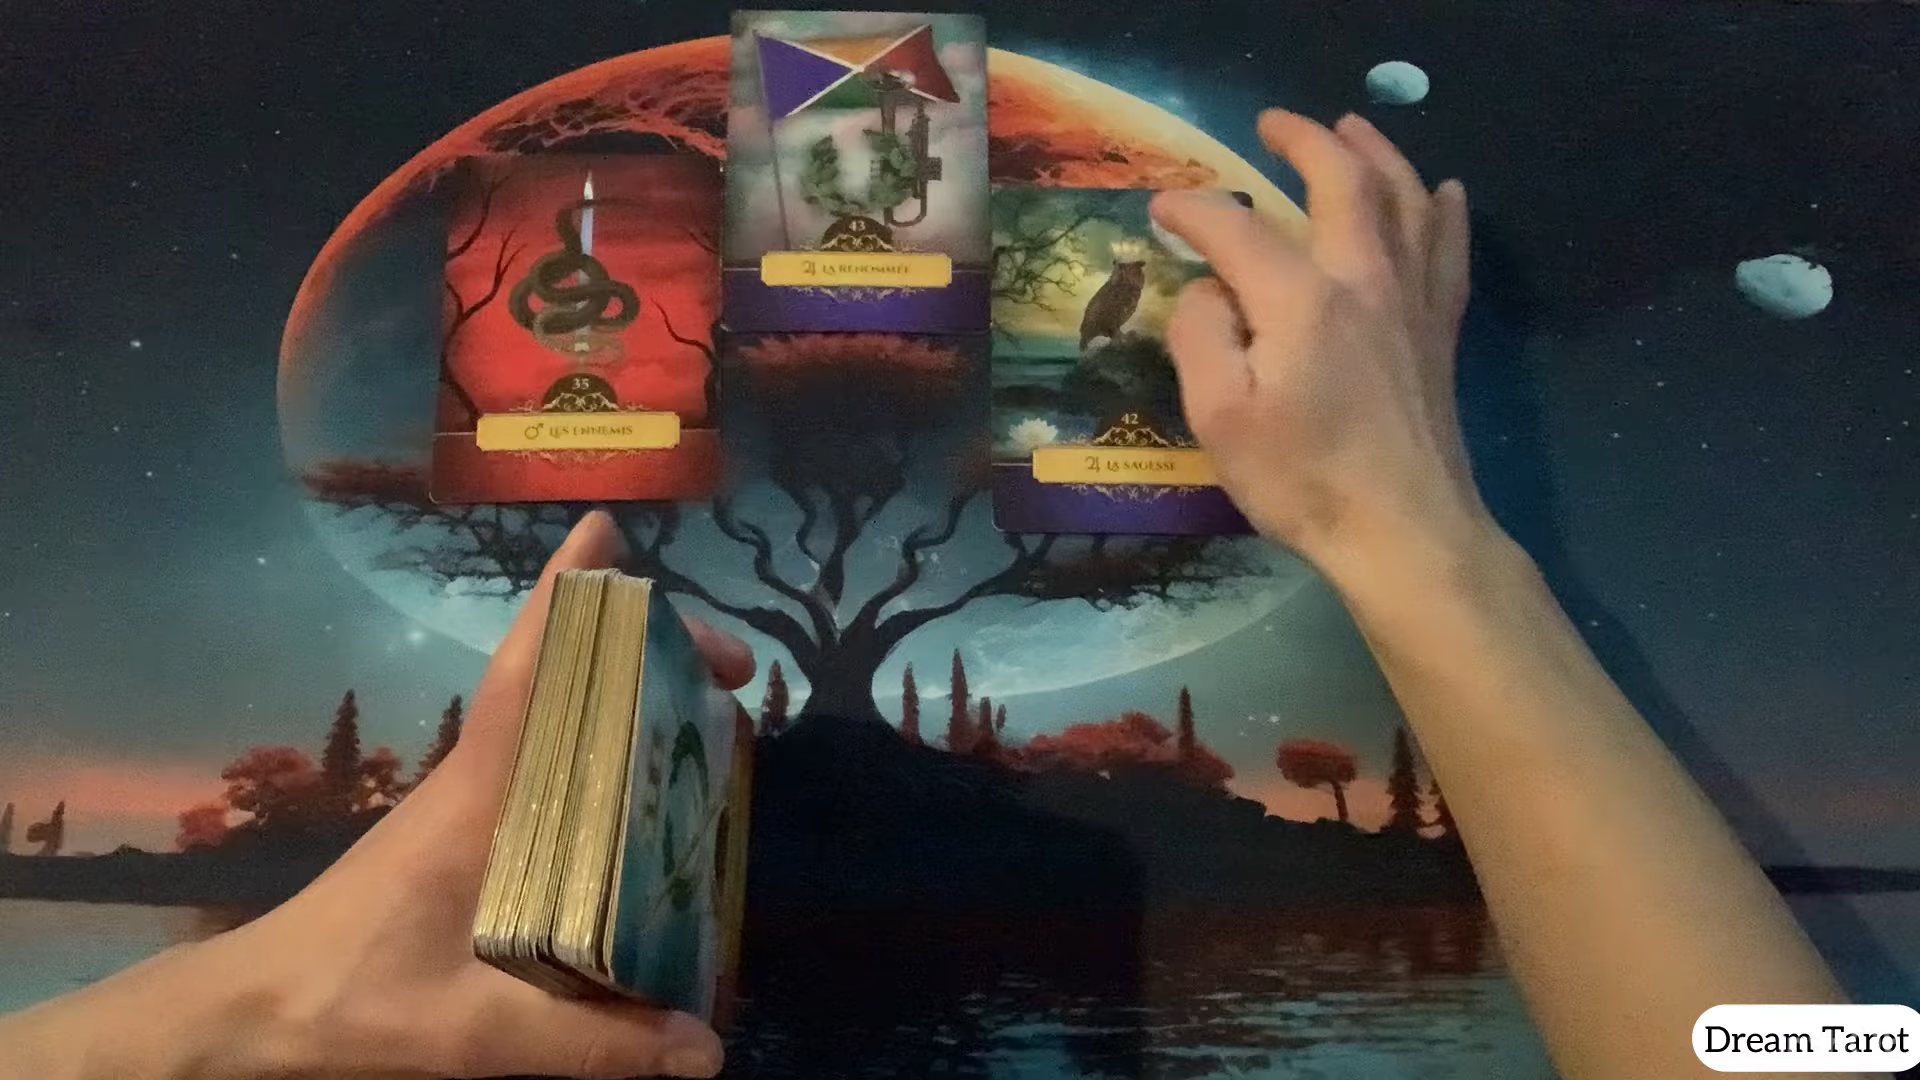 43
♃ LA RENOMMÉE
35
♂ LES ENNEMIS
42
♃ LA SAGESSE
Dream Tarot